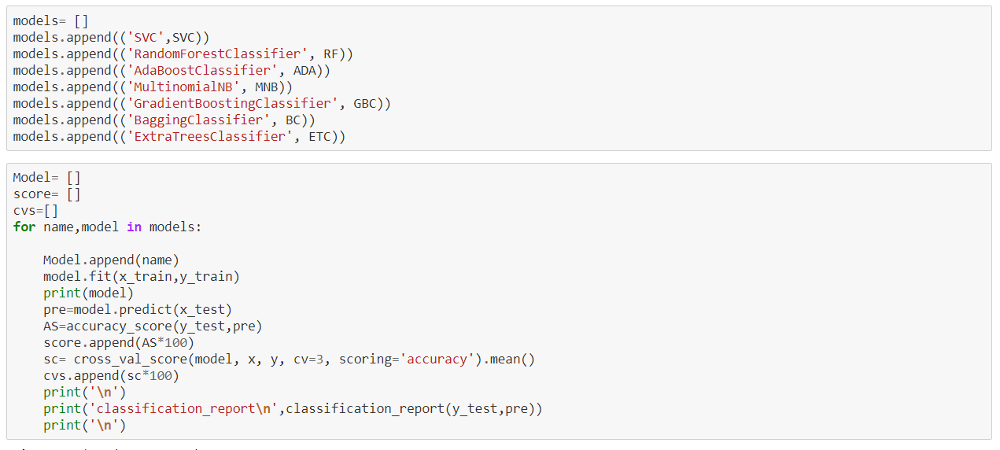 models= []
models.append(('SVC',SVC))
models.append(('RandomForestClassifier', RF))
models.append(('AdaBoostClassifier', ADA))
models.append(('MultinomialNB', MNB))
models.append(('GradientBoostingClassifier', GBC))
models.append(('BaggingClassifier', BC))
models.append(('ExtraTreesClassifier', ETC))
Model= []
score= []
cvs=[]
for name,model in models:
    Model.append(name)
    model.fit(x_train,y_train)
    print(model)
    pre=model.predict(x_test)
    AS=accuracy_score(y_test,pre)
    score.append(AS*100)
    sc= cross_val_score(model, x, y, cv=3, scoring='accuracy').mean()
    cvs.append(sc*100)
    print('\n')
    print('classification_report\n',classification_report(y_test,pre))
    print('\n')